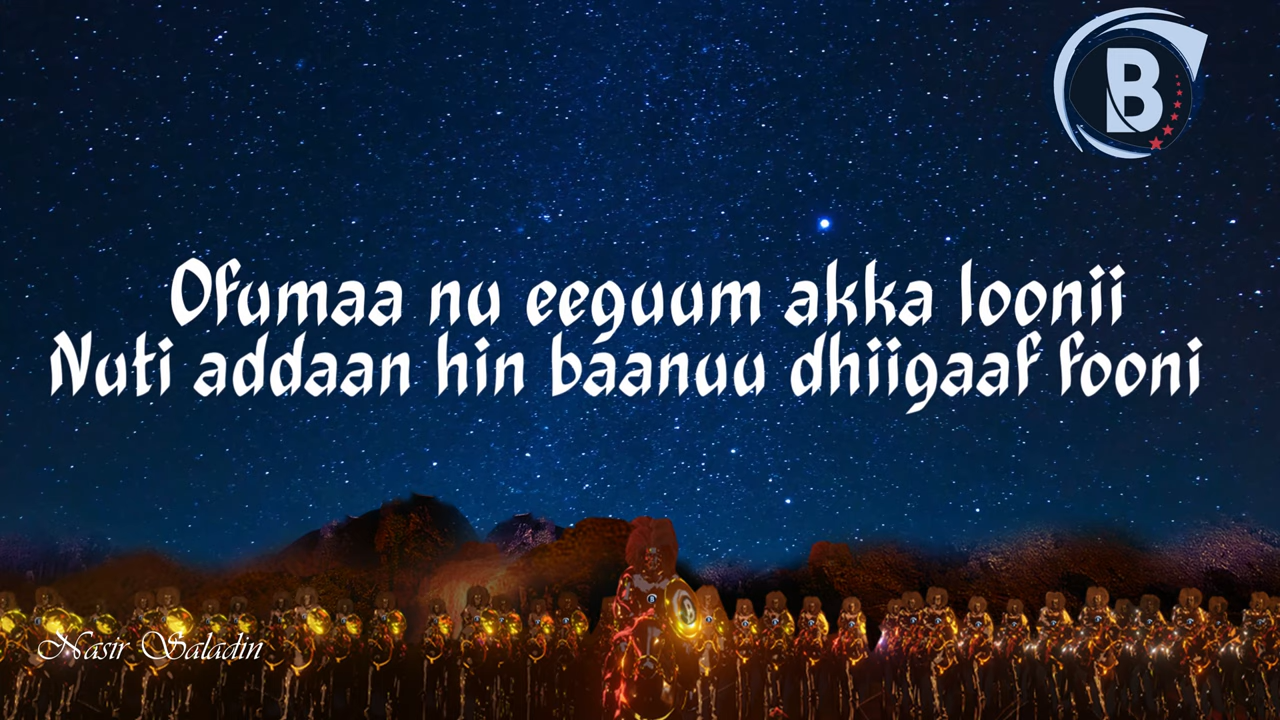 B
Ofumaa nu eeguum akka loonii
Nuti addaan hin baanuu dhiigaaf fooni
Nasir Saladin